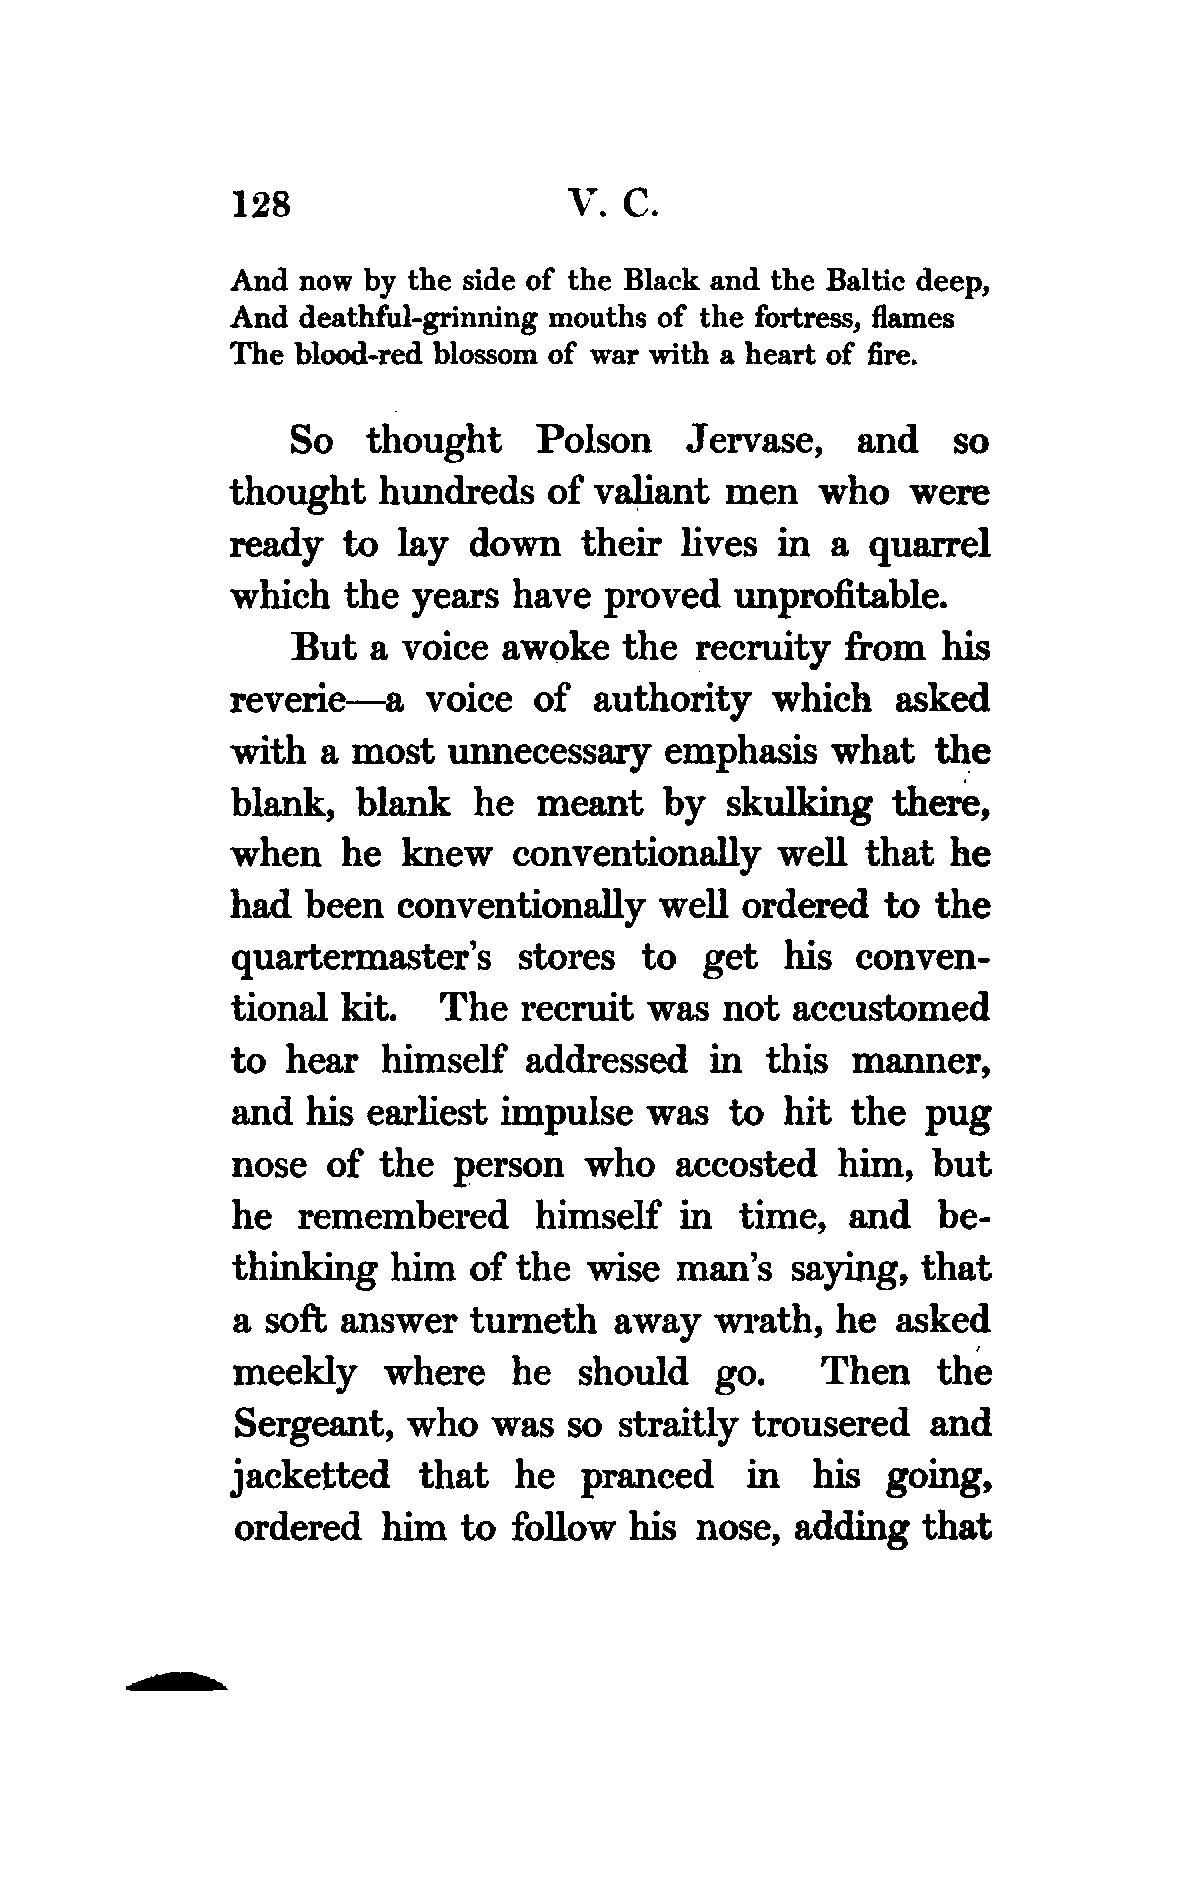 128 V. C.
And now by the side of the Black and the Baltic deep,
And deathful-grinning mouths of the fortress, flames
The blood-red blossom of war with a heart of fire.
So thought Polson Jervase, and so
thought hundreds of valiant men who were
ready to lay down their lives in a quarrel
which the years have proved unprofitable.
But a voice awoke the recruity from his
reverie—a voice of authority which asked
with a most unnecessary emphasis what the
blank, blank he meant by skulking there,
when he knew conventionally well that he
had been conventionally well ordered to the
quartermaster's stores to get his conven-
tional kit. The recruit was not accustomed
to hear himself addressed in this manner,
and his earliest impulse was to hit the pug
nose of the person who accosted him, but
he remembered himself in time, and be-
thinking him of the wise man's saying, that
a soft answer turneth away wrath, he asked
meekly where he should go. Then the
Sergeant, who was so straitly trousered and
jacketted that he pranced in his going,
ordered him to follow his nose, adding that